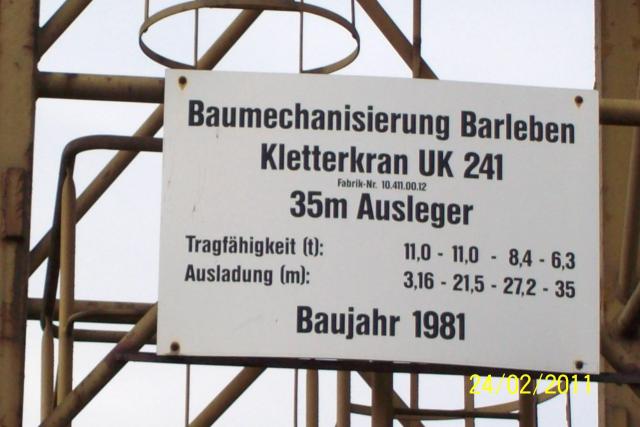 Baumechanisierung Barleben
Kletterkran UK 241
Fabrik-Nr. 10.411.00.12
35m Ausleger
Tragfähigkeit (t): 11,0 - 11,0 - 8,4 - 6,3
Ausladung (m): 3,16 - 21,5 - 27,2 - 35
Baujahr 1981
24/02/2011